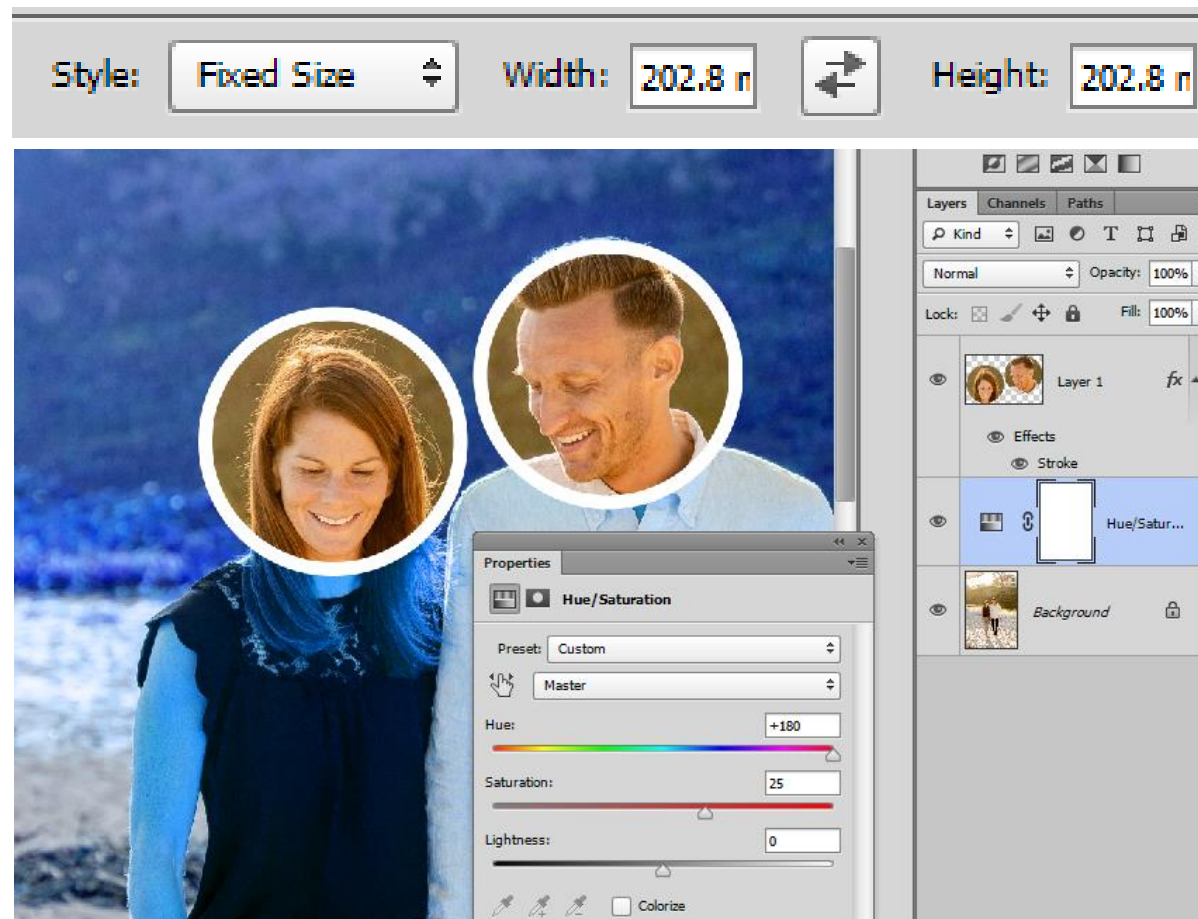 Style: Fixed Size Width: 202.8 Height: 202.8
Layers Channels Paths
Kind
Normal Opacity: 100%
Lock: Fill: 100%
Layer 1 fx
Effects
Stroke
Hue/Satur...
Background
Properties
Hue/Saturation
Preset: Custom
Master
Hue: +180
Saturation: 25
Lightness: 0
Colorize